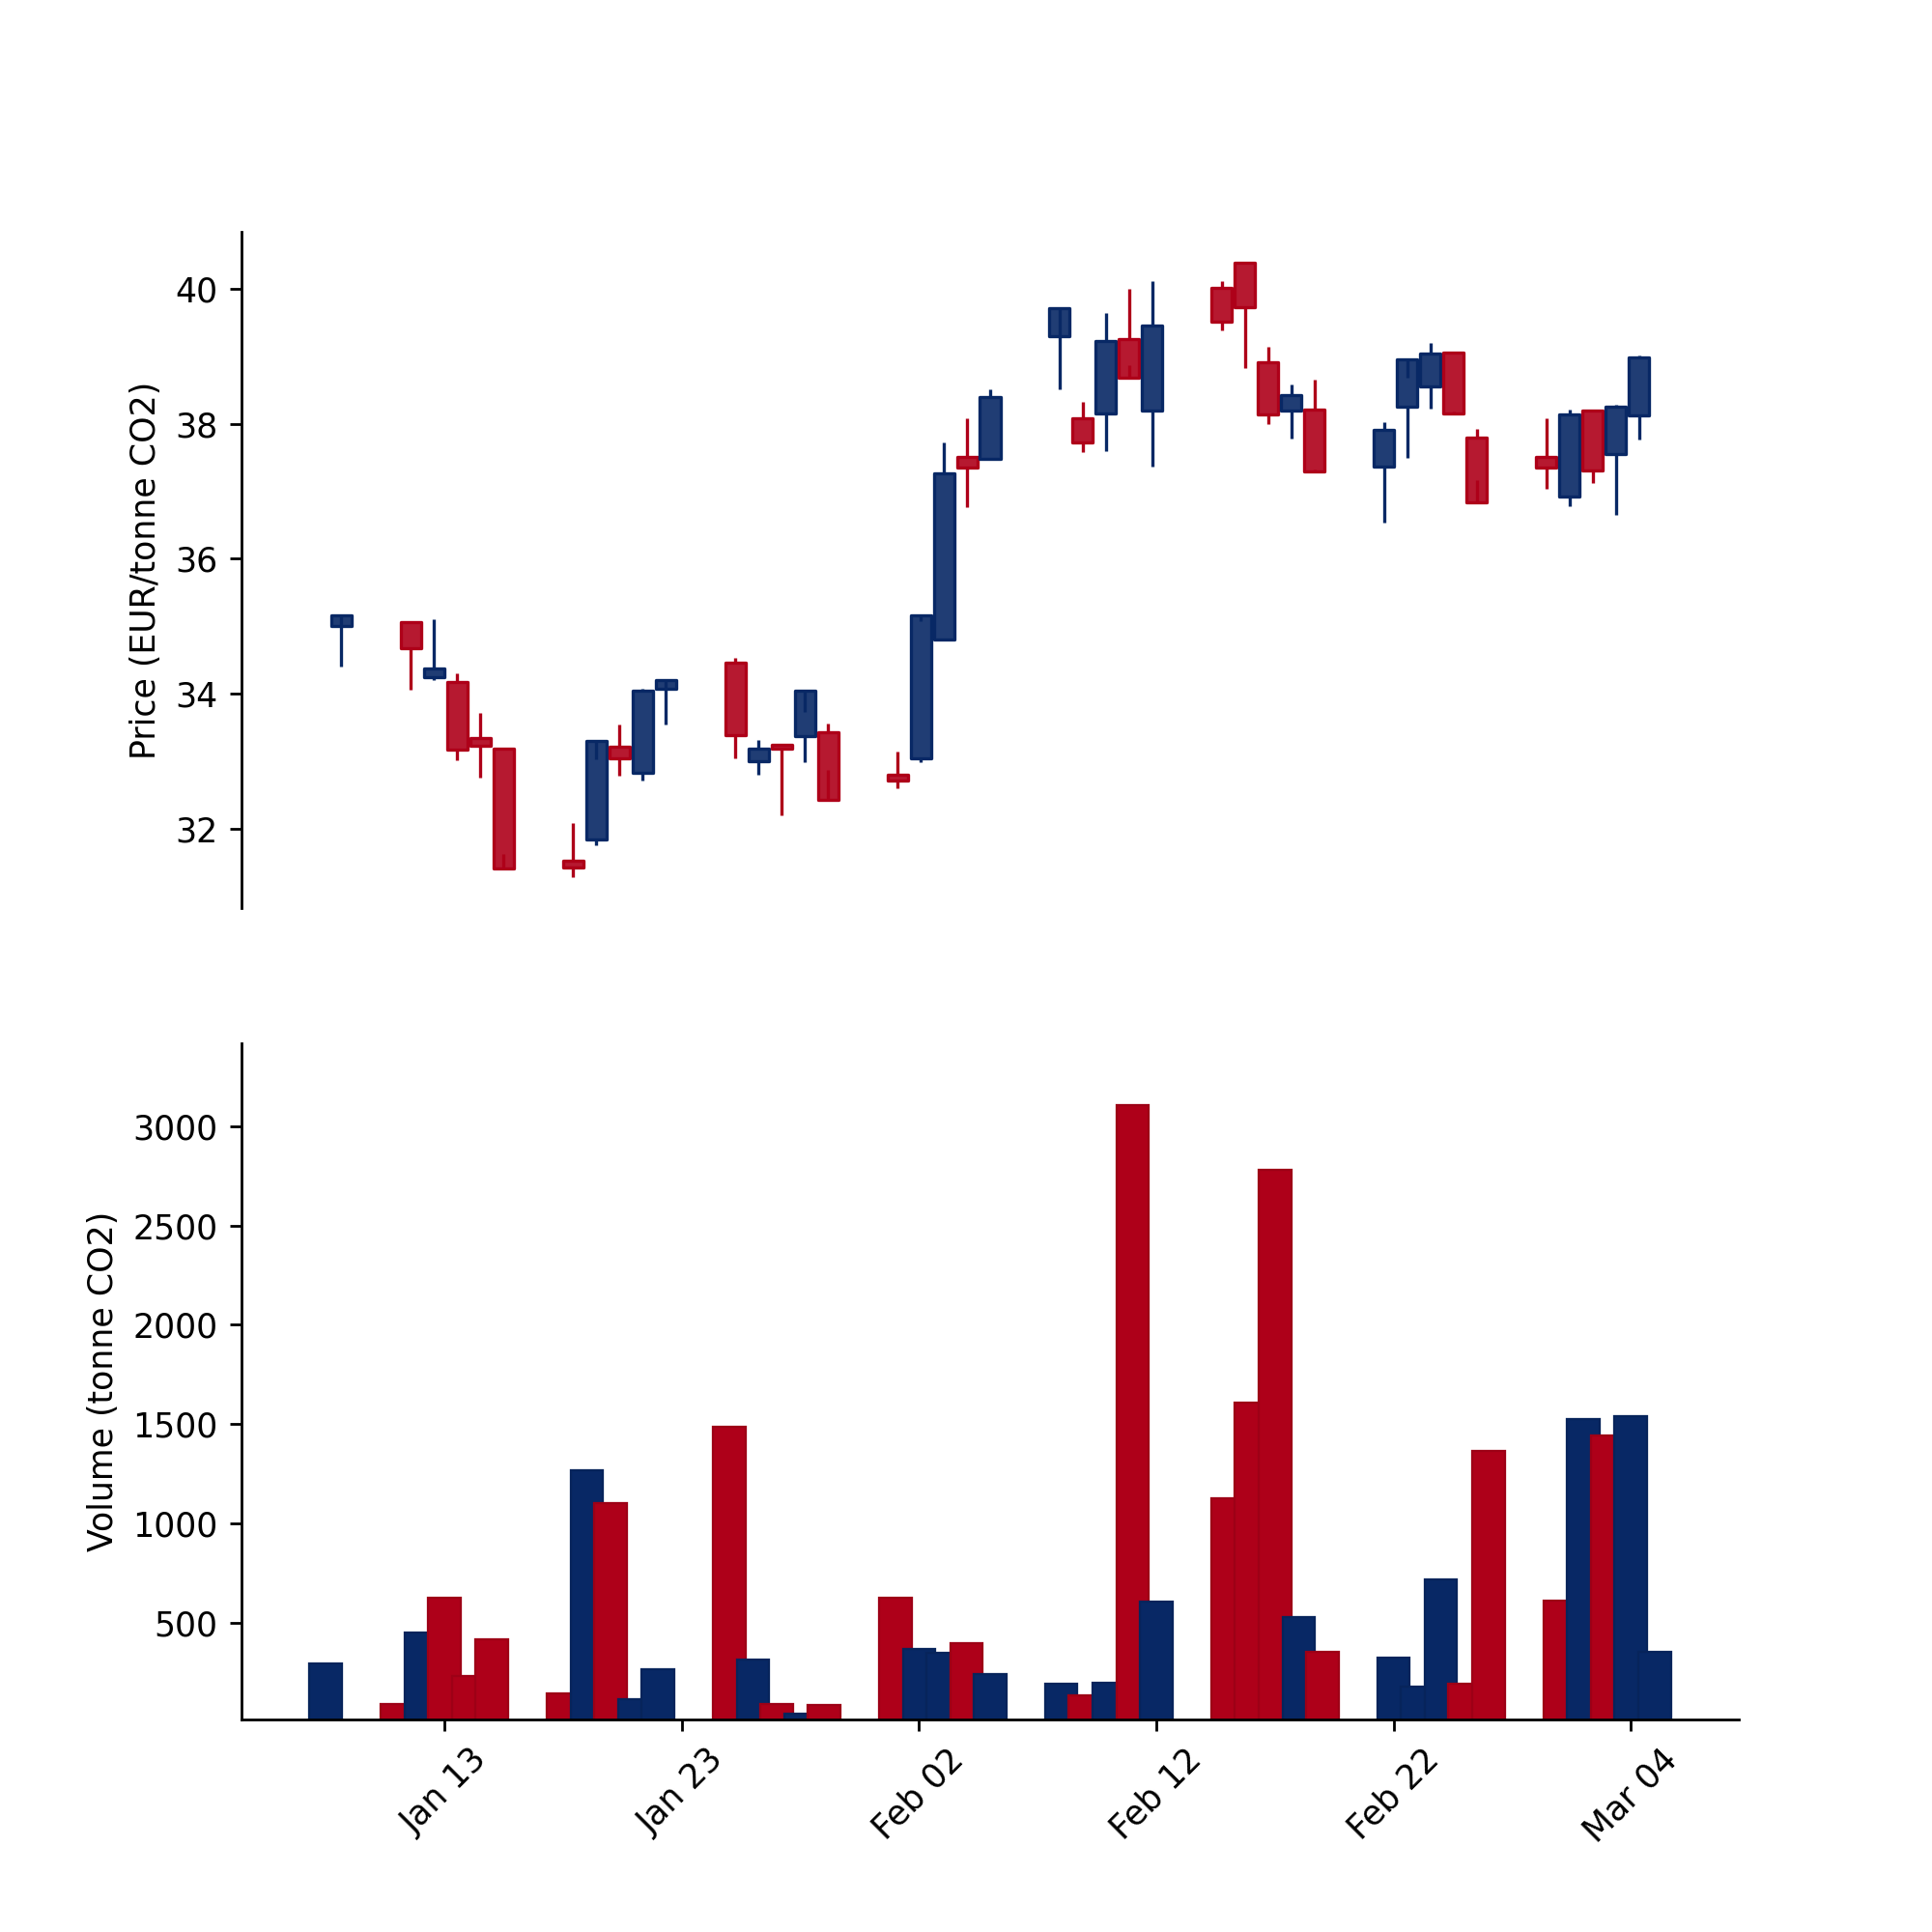 Price (EUR/tonne CO2)
40
38
36
34
32
Volume (tonne CO2)
3000
2500
2000
1500
1000
500
Jan 13
Jan 23
Feb 02
Feb 12
Feb 22
Mar 04